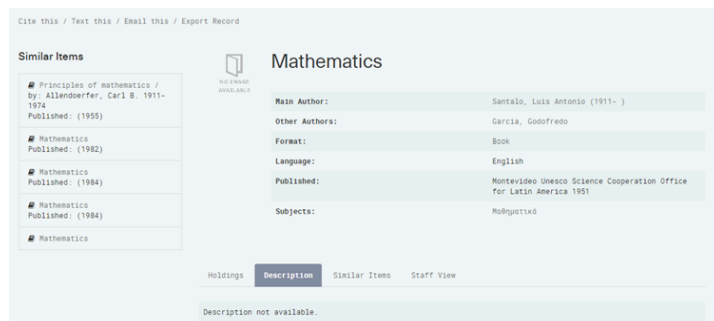 Cite this / Text this / Email this / Export Record
Similar Items
Principles of mathematics /
by: Allendoerfer, Carl B. 1911-
1974
Published: (1955)
Mathematics
Published: (1982)
Mathematics
Published: (1984)
Mathematics
Published: (1984)
Mathematics
NO IMAGE
AVAILABLE
Mathematics
Main Author: Santalo, Luis Antonio (1911- )
Other Authors: Garcia, Godofredo
Format: Book
Language: English
Published: Montevideo Unesco Science Cooperation Office
for Latin America 1951
Subjects: Μαθηματικά
Holdings Description Similar Items Staff View
Description not available.